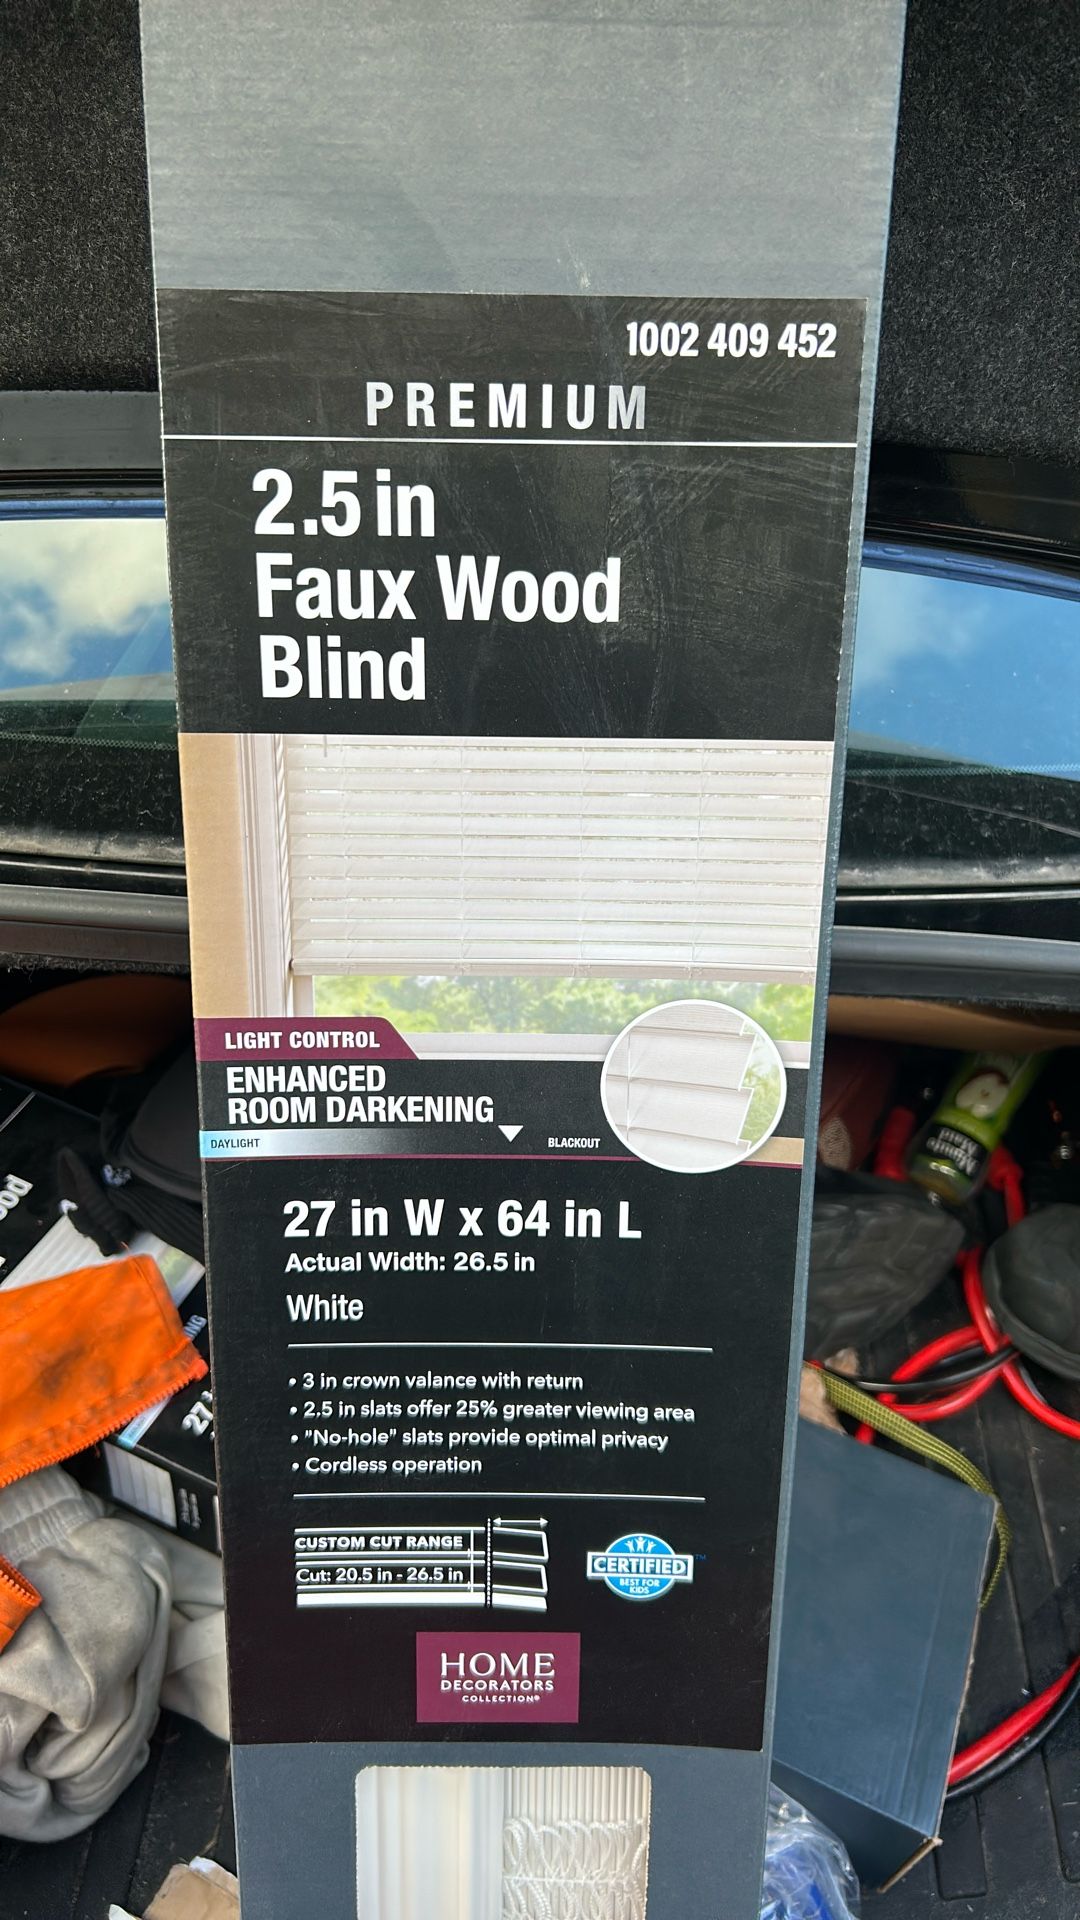 1002 409 452
PREMIUM
2.5 in
Faux Wood
Blind
LIGHT CONTROL
ENHANCED
ROOM DARKENING
DAYLIGHT
BLACKOUT
27 in W x 64 in L
Actual Width: 26.5 in
White
• 3 in crown valance with return
• 2.5 in slats offer 25% greater viewing area
• "No-hole" slats provide optimal privacy
• Cordless operation
CUSTOM CUT RANGE
Cut: 20.5 in - 26.5 in
CERTIFIED™
BEST FOR
KIDS
HOME
DECORATORS
COLLECTION®
27